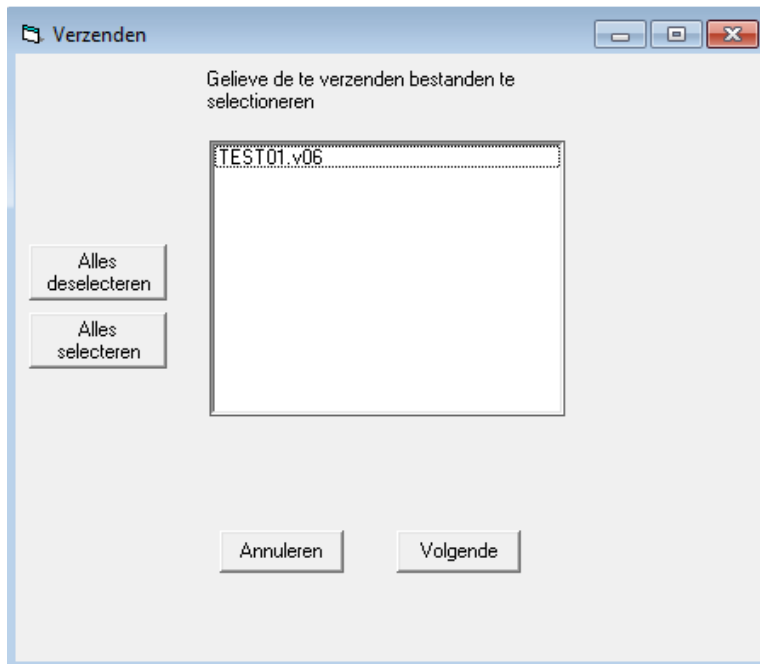 Verzenden
Gelieve de te verzenden bestanden te
selectioneren
TEST01.v06
Alles
deselecteren
Alles
selecteren
Annuleren
Volgende